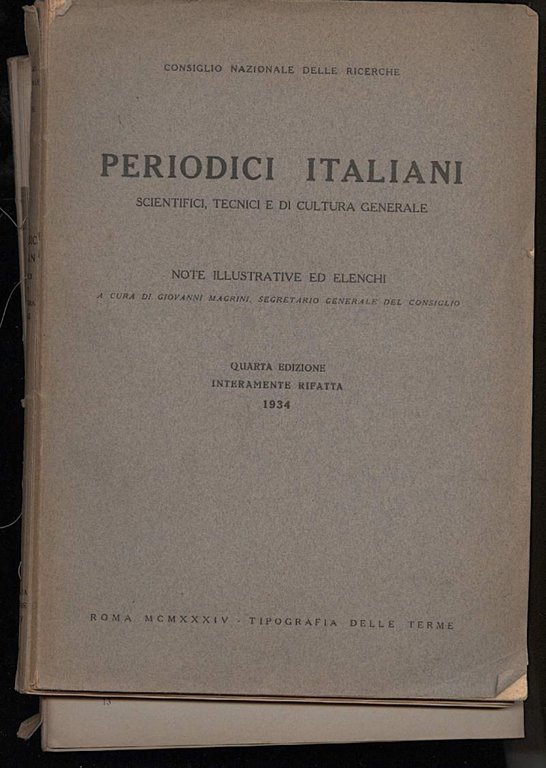 CONSIGLIO NAZIONALE DELLE RICERCHE
PERIODICI ITALIANI
SCIENTIFICI, TECNICI E DI CULTURA GENERALE
NOTE ILLUSTRATIVE ED ELENCHI
A CURA DI GIOVANNI MAGRINI, SEGRETARIO GENERALE DEL CONSIGLIO
QUARTA EDIZIONE
INTERAMENTE RIFATTA
1934
ROMA MCMXXXIV - TIPOGRAFIA DELLE TERME